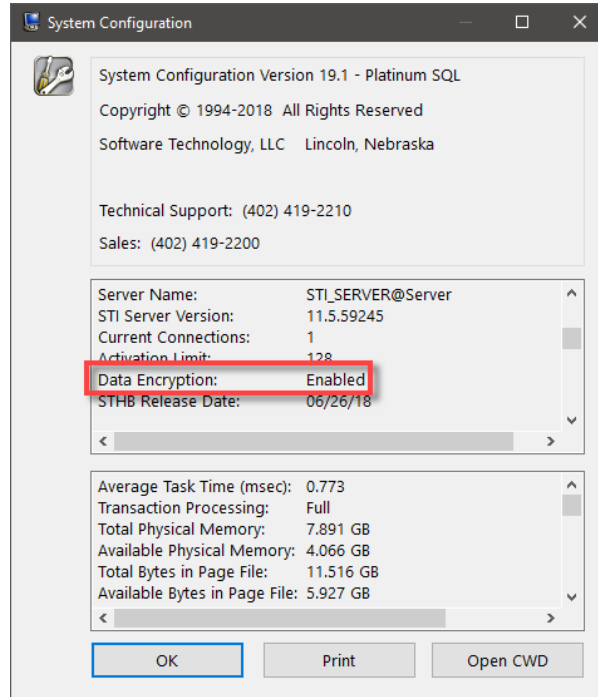 System Configuration
System Configuration Version 19.1 - Platinum SQL
Copyright © 1994-2018 All Rights Reserved
Software Technology, LLC Lincoln, Nebraska
Technical Support: (402) 419-2210
Sales: (402) 419-2200
Server Name: STI_SERVER@Server
STI Server Version: 11.5.59245
Current Connections: 1
Activation Limit: 128
Data Encryption: Enabled
STHB Release Date: 06/26/18
Average Task Time (msec): 0.773
Transaction Processing: Full
Total Physical Memory: 7.891 GB
Available Physical Memory: 4.066 GB
Total Bytes in Page File: 11.516 GB
Available Bytes in Page File: 5.927 GB
OK Print Open CWD